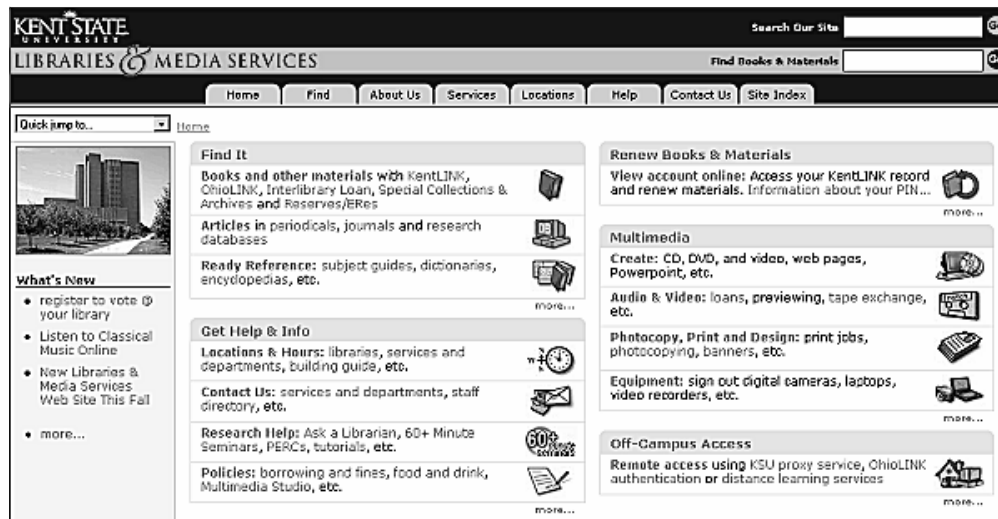 KENT STATE
UNIVERSITY
Search Our Site
LIBRARIES & MEDIA SERVICES
Find Books & Materials
Home Find About Us Services Locations Help Contact Us Site Index
Quick jump to...
Home
What's New
register to vote @
your library
Listen to Classical
Music Online
New Libraries &
Media Services
Web Site This Fall
more...
Find It
Books and other materials with KentLINK,
OhioLINK, Interlibrary Loan, Special Collections &
Archives and Reserves/ERes
Articles in periodicals, journals and research
databases
Ready Reference: subject guides, dictionaries,
encyclopedias, etc.
more...
Get Help & Info
Locations & Hours: libraries, services and
departments, building guide, etc.
Contact Us: services and departments, staff
directory, etc.
Research Help: Ask a Librarian, 60+ Minute
Seminars, PERCs, tutorials, etc.
60+ Minute
Seminars
Policies: borrowing and fines, food and drink,
Multimedia Studio, etc.
more...
Renew Books & Materials
View account online: Access your KentLINK record
and renew materials. Information about your PIN...
more...
Multimedia
Create: CD, DVD, and video, web pages,
Powerpoint, etc.
Audio & Video: loans, previewing, tape exchange,
etc.
Photocopy, Print and Design: print jobs,
photocopying, banners, etc.
Equipment: sign out digital cameras, laptops,
video recorders, etc.
more...
Off-Campus Access
Remote access using KSU proxy service, OhioLINK
authentication or distance learning services
more...